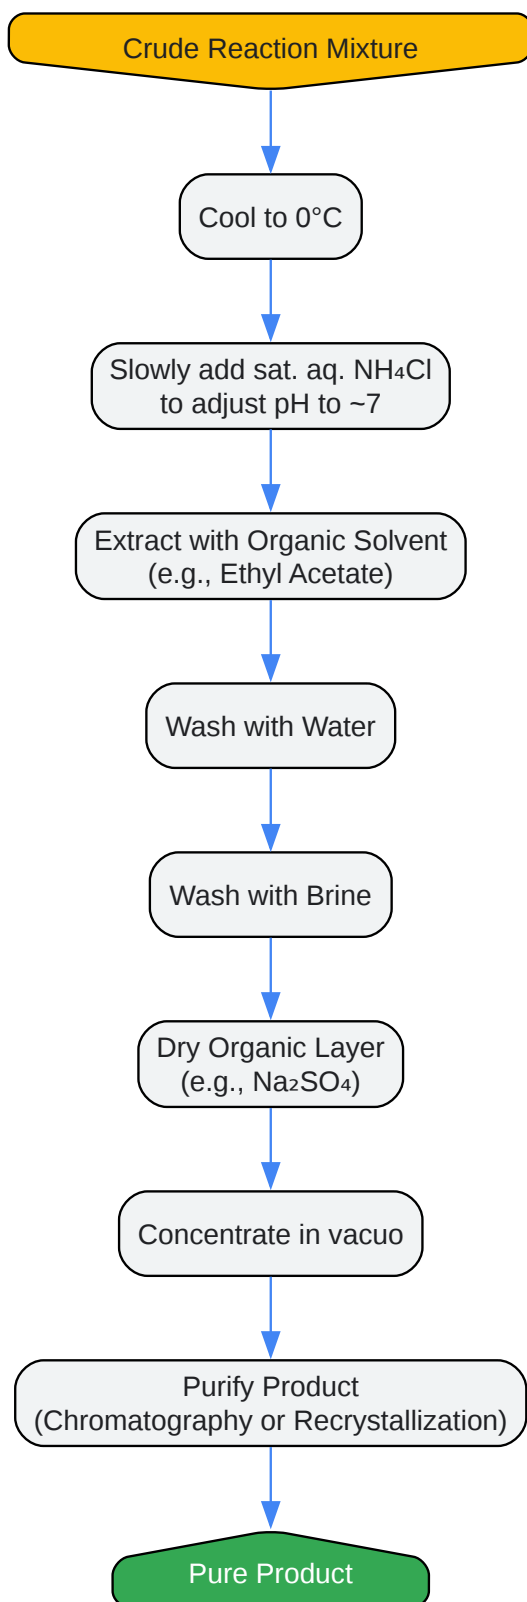 Crude Reaction Mixture
Cool to 0°C
Slowly add sat. aq. NH₄Cl
to adjust pH to ~7
Extract with Organic Solvent
(e.g., Ethyl Acetate)
Wash with Water
Wash with Brine
Dry Organic Layer
(e.g., Na₂SO₄)
Concentrate in vacuo
Purify Product
(Chromatography or Recrystallization)
Pure Product